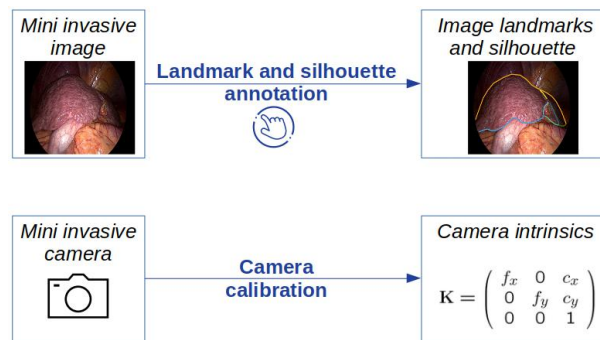 Mini invasive
image
Landmark and silhouette
annotation
Image landmarks
and silhouette
Mini invasive
camera
Camera
calibration
Camera intrinsics
K = ( f_x 0 c_x
0 f_y c_y
0 0 1 )